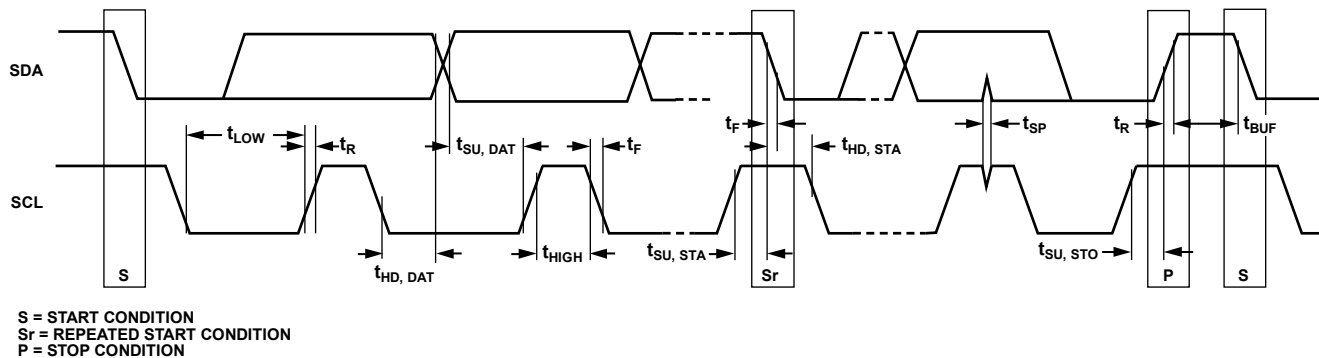 SDA
tLOW
tR
tSU, DAT
tF
tF
tHD, STA
tSP
tR
tBUF
SCL
tHD, DAT
tHIGH
tSU, STA
tSU, STO
S
Sr
P
S
S = START CONDITION
Sr = REPEATED START CONDITION
P = STOP CONDITION